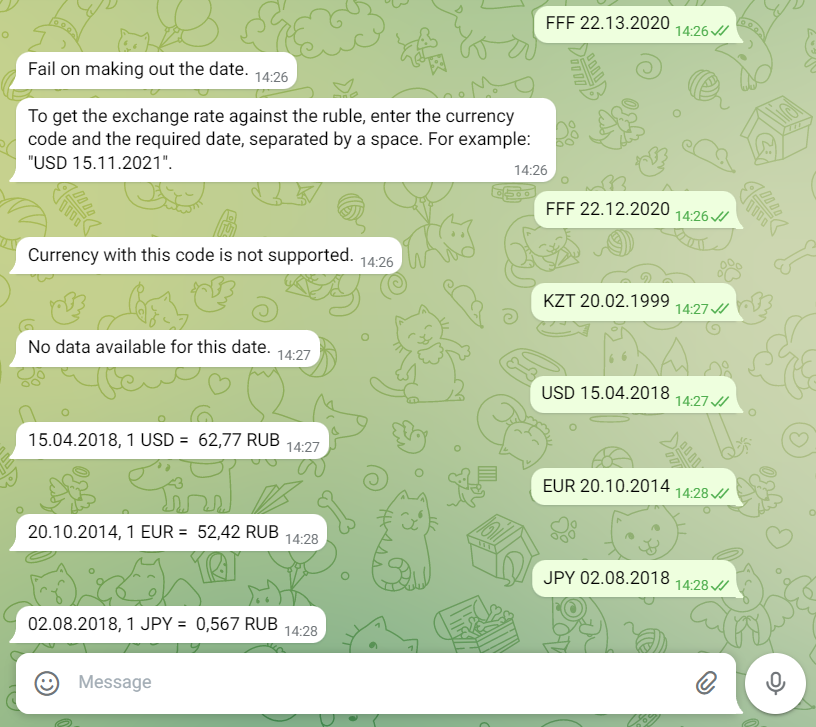 FFF 22.13.2020 14:26
Fail on making out the date. 14:26
To get the exchange rate against the ruble, enter the currency
code and the required date, separated by a space. For example:
"USD 15.11.2021".
14:26
FFF 22.12.2020 14:26
Currency with this code is not supported. 14:26
KZT 20.02.1999 14:27
No data available for this date. 14:27
USD 15.04.2018 14:27
15.04.2018, 1 USD =  62,77 RUB 14:27
EUR 20.10.2014 14:28
20.10.2014, 1 EUR =  52,42 RUB 14:28
JPY 02.08.2018 14:28
02.08.2018, 1 JPY =  0,567 RUB 14:28
Message